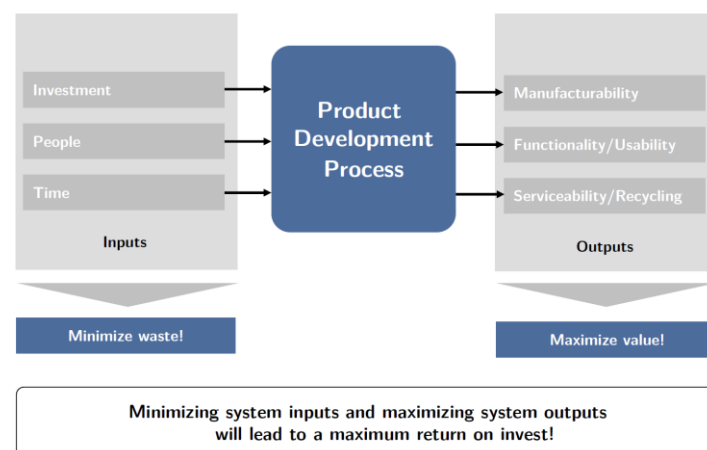 Investment
People
Time
Inputs
Product
Development
Process
Manufacturability
Functionality/Usability
Serviceability/Recycling
Outputs
Minimize waste!
Maximize value!
Minimizing system inputs and maximizing system outputs
will lead to a maximum return on invest!